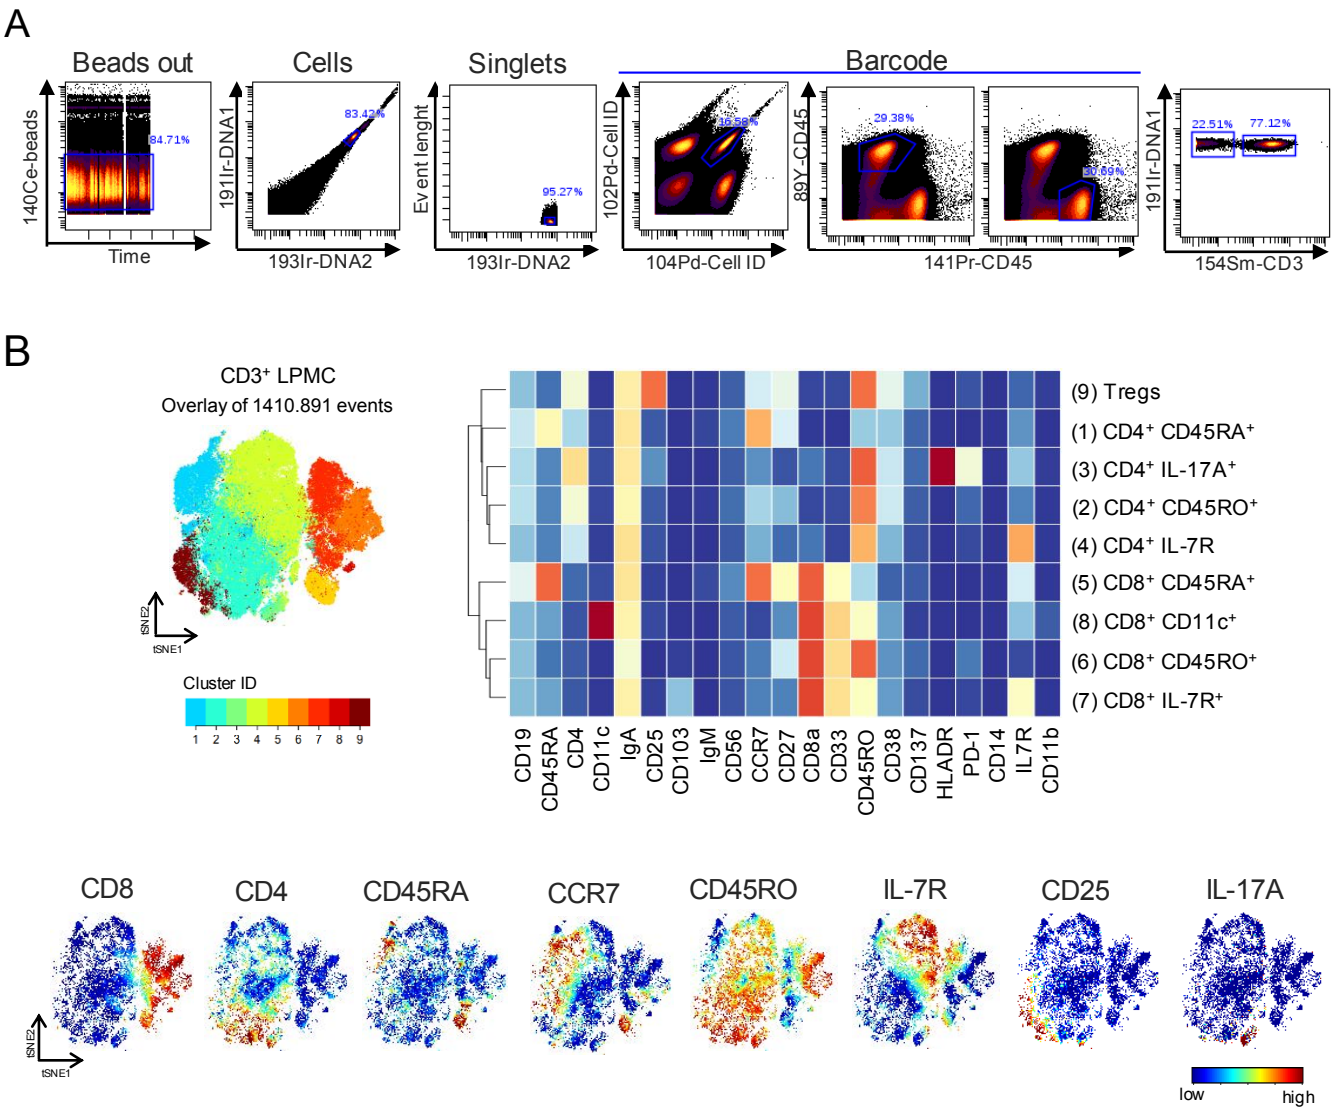 A
Beads out
Cells
Singlets
Barcode
140Ce-beads
84.71%
Time
191Ir-DNA1
83.42%
193Ir-DNA2
Event lenght
95.27%
193Ir-DNA2
102Pd-Cell ID
16.58%
104Pd-Cell ID
89Y-CD45
29.38%
30.69%
141Pr-CD45
191Ir-DNA1
22.51%
77.12%
154Sm-CD3
B
CD3⁺ LPMC
Overlay of 1410.891 events
tSNE2
tSNE1
Cluster ID
1 2 3 4 5 6 7 8 9
(9) Tregs
(1) CD4⁺ CD45RA⁺
(3) CD4⁺ IL-17A⁺
(2) CD4⁺ CD45RO⁺
(4) CD4⁺ IL-7R
(5) CD8⁺ CD45RA⁺
(8) CD8⁺ CD11c⁺
(6) CD8⁺ CD45RO⁺
(7) CD8⁺ IL-7R⁺
CD19
CD45RA
CD4
CD11c
IgA
CD25
CD103
IgM
CD56
CCR7
CD27
CD8a
CD33
CD45RO
CD38
CD137
HLADR
PD-1
CD14
IL7R
CD11b
CD8
CD4
CD45RA
CCR7
CD45RO
IL-7R
CD25
IL-17A
tSNE2
tSNE1
low
high